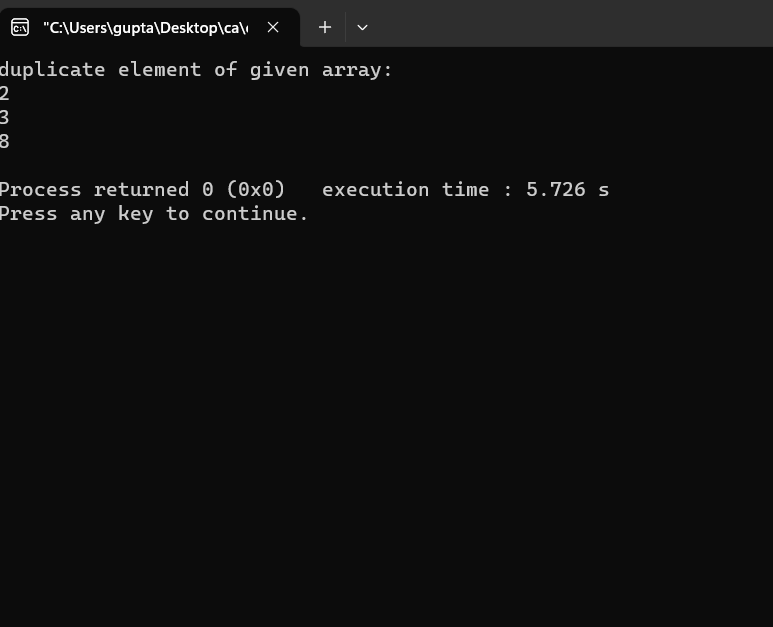 "C:\Users\gupta\Desktop\ca\
duplicate element of given array:
2
3
8
Process returned 0 (0x0)   execution time : 5.726 s
Press any key to continue.